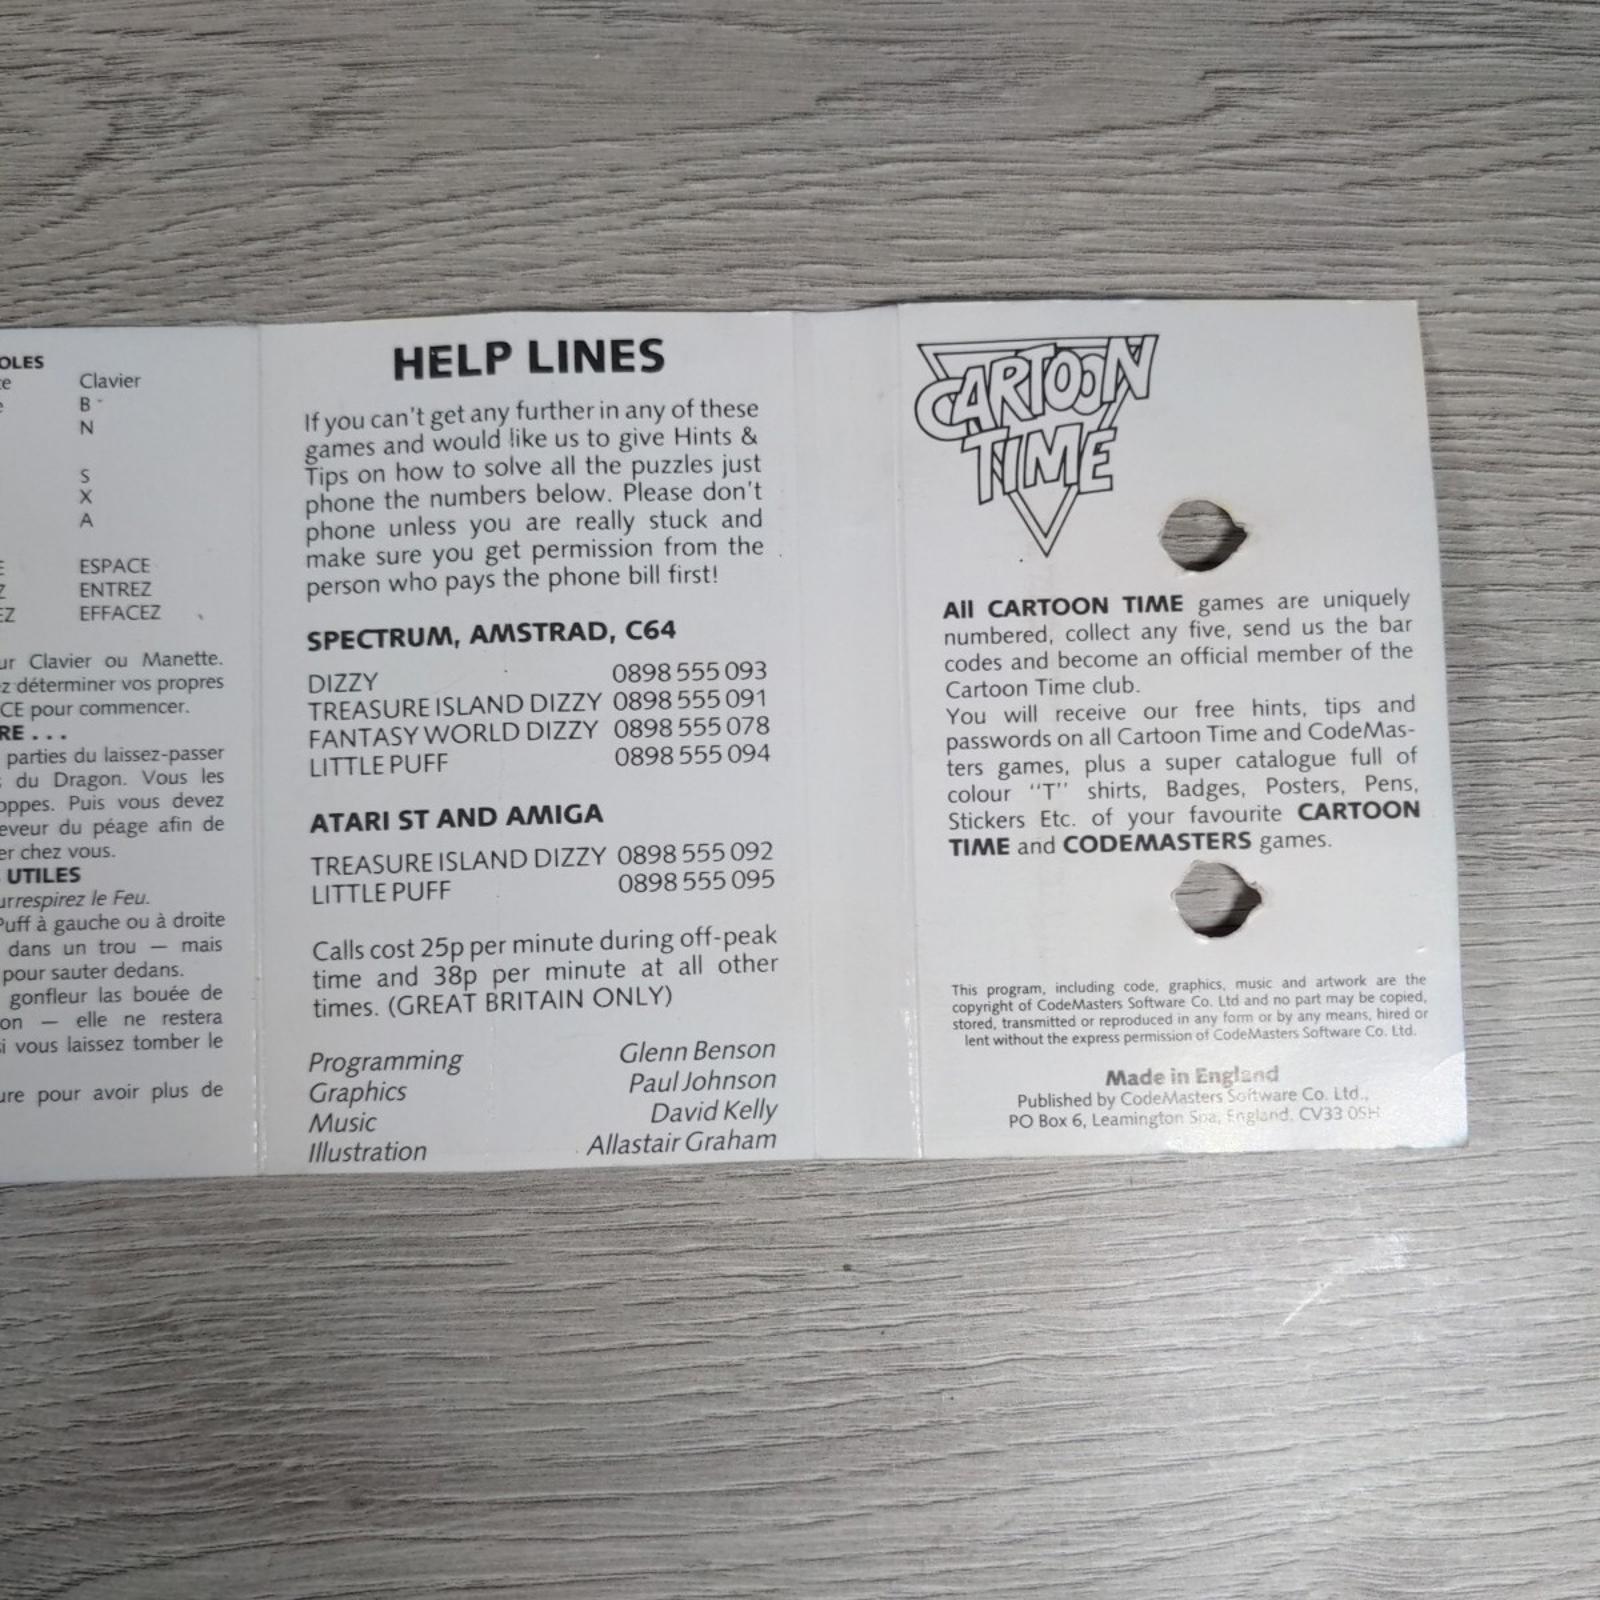 OLES
Clavier
B
N
S
X
A
ESPACE
ENTREZ
EFFACEZ
ur Clavier ou Manette.
z déterminer vos propres
CE pour commencer.
RE . . .
parties du laissez-passer
du Dragon. Vous les
oppes. Puis vous devez
eveur du péage afin de
er chez vous.
UTILES
urrespirez le Feu.
Puff à gauche ou à droite
dans un trou — mais
pour sauter dedans.
gonfleur las bouée de
on — elle ne restera
si vous laissez tomber le
ure pour avoir plus de
HELP LINES
If you can't get any further in any of these
games and would like us to give Hints &
Tips on how to solve all the puzzles just
phone the numbers below. Please don't
phone unless you are really stuck and
make sure you get permission from the
person who pays the phone bill first!
SPECTRUM, AMSTRAD, C64
DIZZY 0898 555 093
TREASURE ISLAND DIZZY 0898 555 091
FANTASY WORLD DIZZY 0898 555 078
LITTLE PUFF 0898 555 094
ATARI ST AND AMIGA
TREASURE ISLAND DIZZY 0898 555 092
LITTLE PUFF 0898 555 095
Calls cost 25p per minute during off-peak
time and 38p per minute at all other
times. (GREAT BRITAIN ONLY)
Programming Glenn Benson
Graphics Paul Johnson
Music David Kelly
Illustration Allastair Graham
CARTOON
TIME
All CARTOON TIME games are uniquely
numbered, collect any five, send us the bar
codes and become an official member of the
Cartoon Time club.
You will receive our free hints, tips and
passwords on all Cartoon Time and CodeMas-
ters games, plus a super catalogue full of
colour "T" shirts, Badges, Posters, Pens,
Stickers Etc. of your favourite CARTOON
TIME and CODEMASTERS games.
This program, including code, graphics, music and artwork are the
copyright of CodeMasters Software Co. Ltd and no part may be copied,
stored, transmitted or reproduced in any form or by any means, hired or
lent without the express permission of CodeMasters Software Co. Ltd.
Made in England
Published by CodeMasters Software Co. Ltd.,
PO Box 6, Leamington Spa, England. CV33 0SH